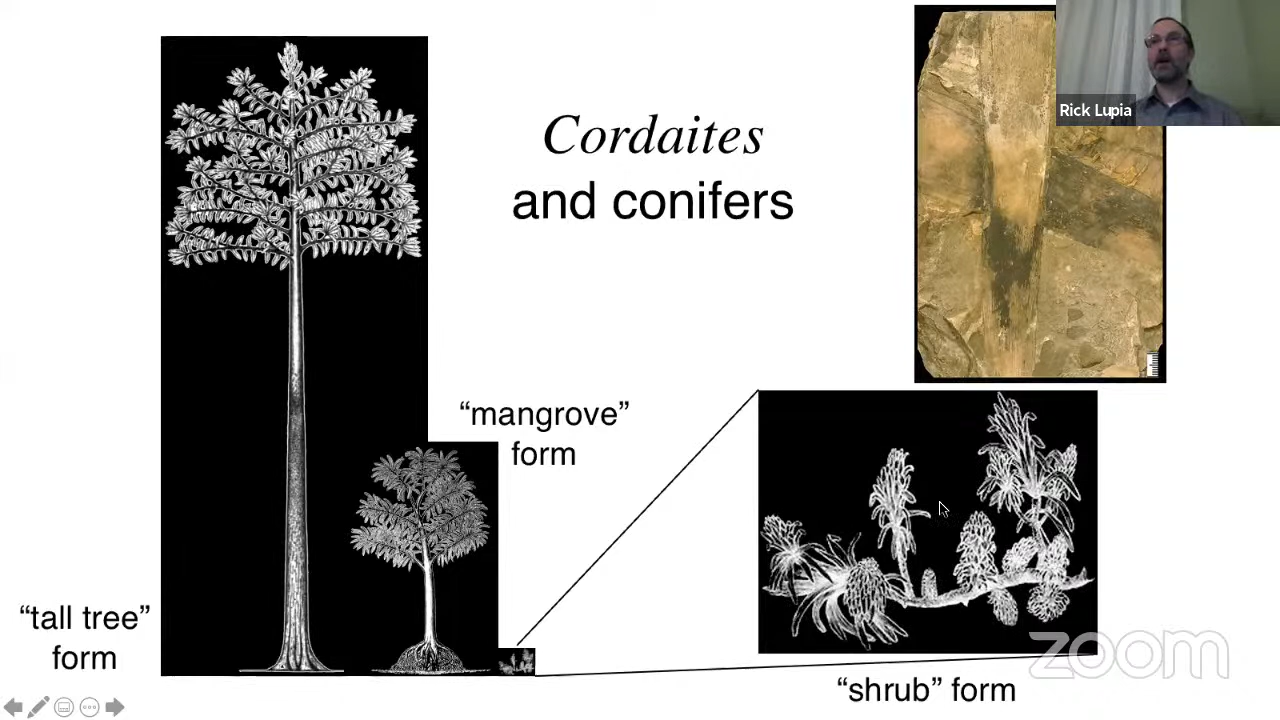 Cordaites
and conifers
Rick Lupia
“mangrove”
form
“tall tree”
form
“shrub” form
zoom